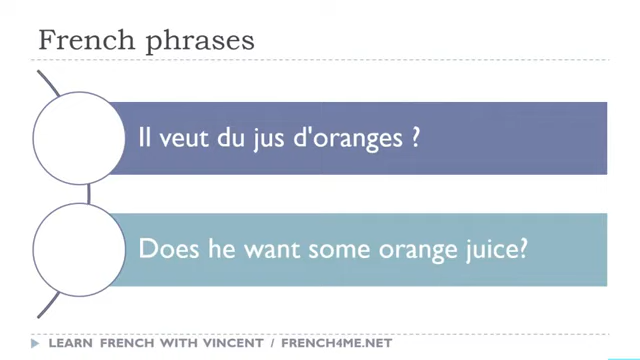 French phrases
Il veut du jus d'oranges ?
Does he want some orange juice?
LEARN FRENCH WITH VINCENT / FRENCH4ME.NET